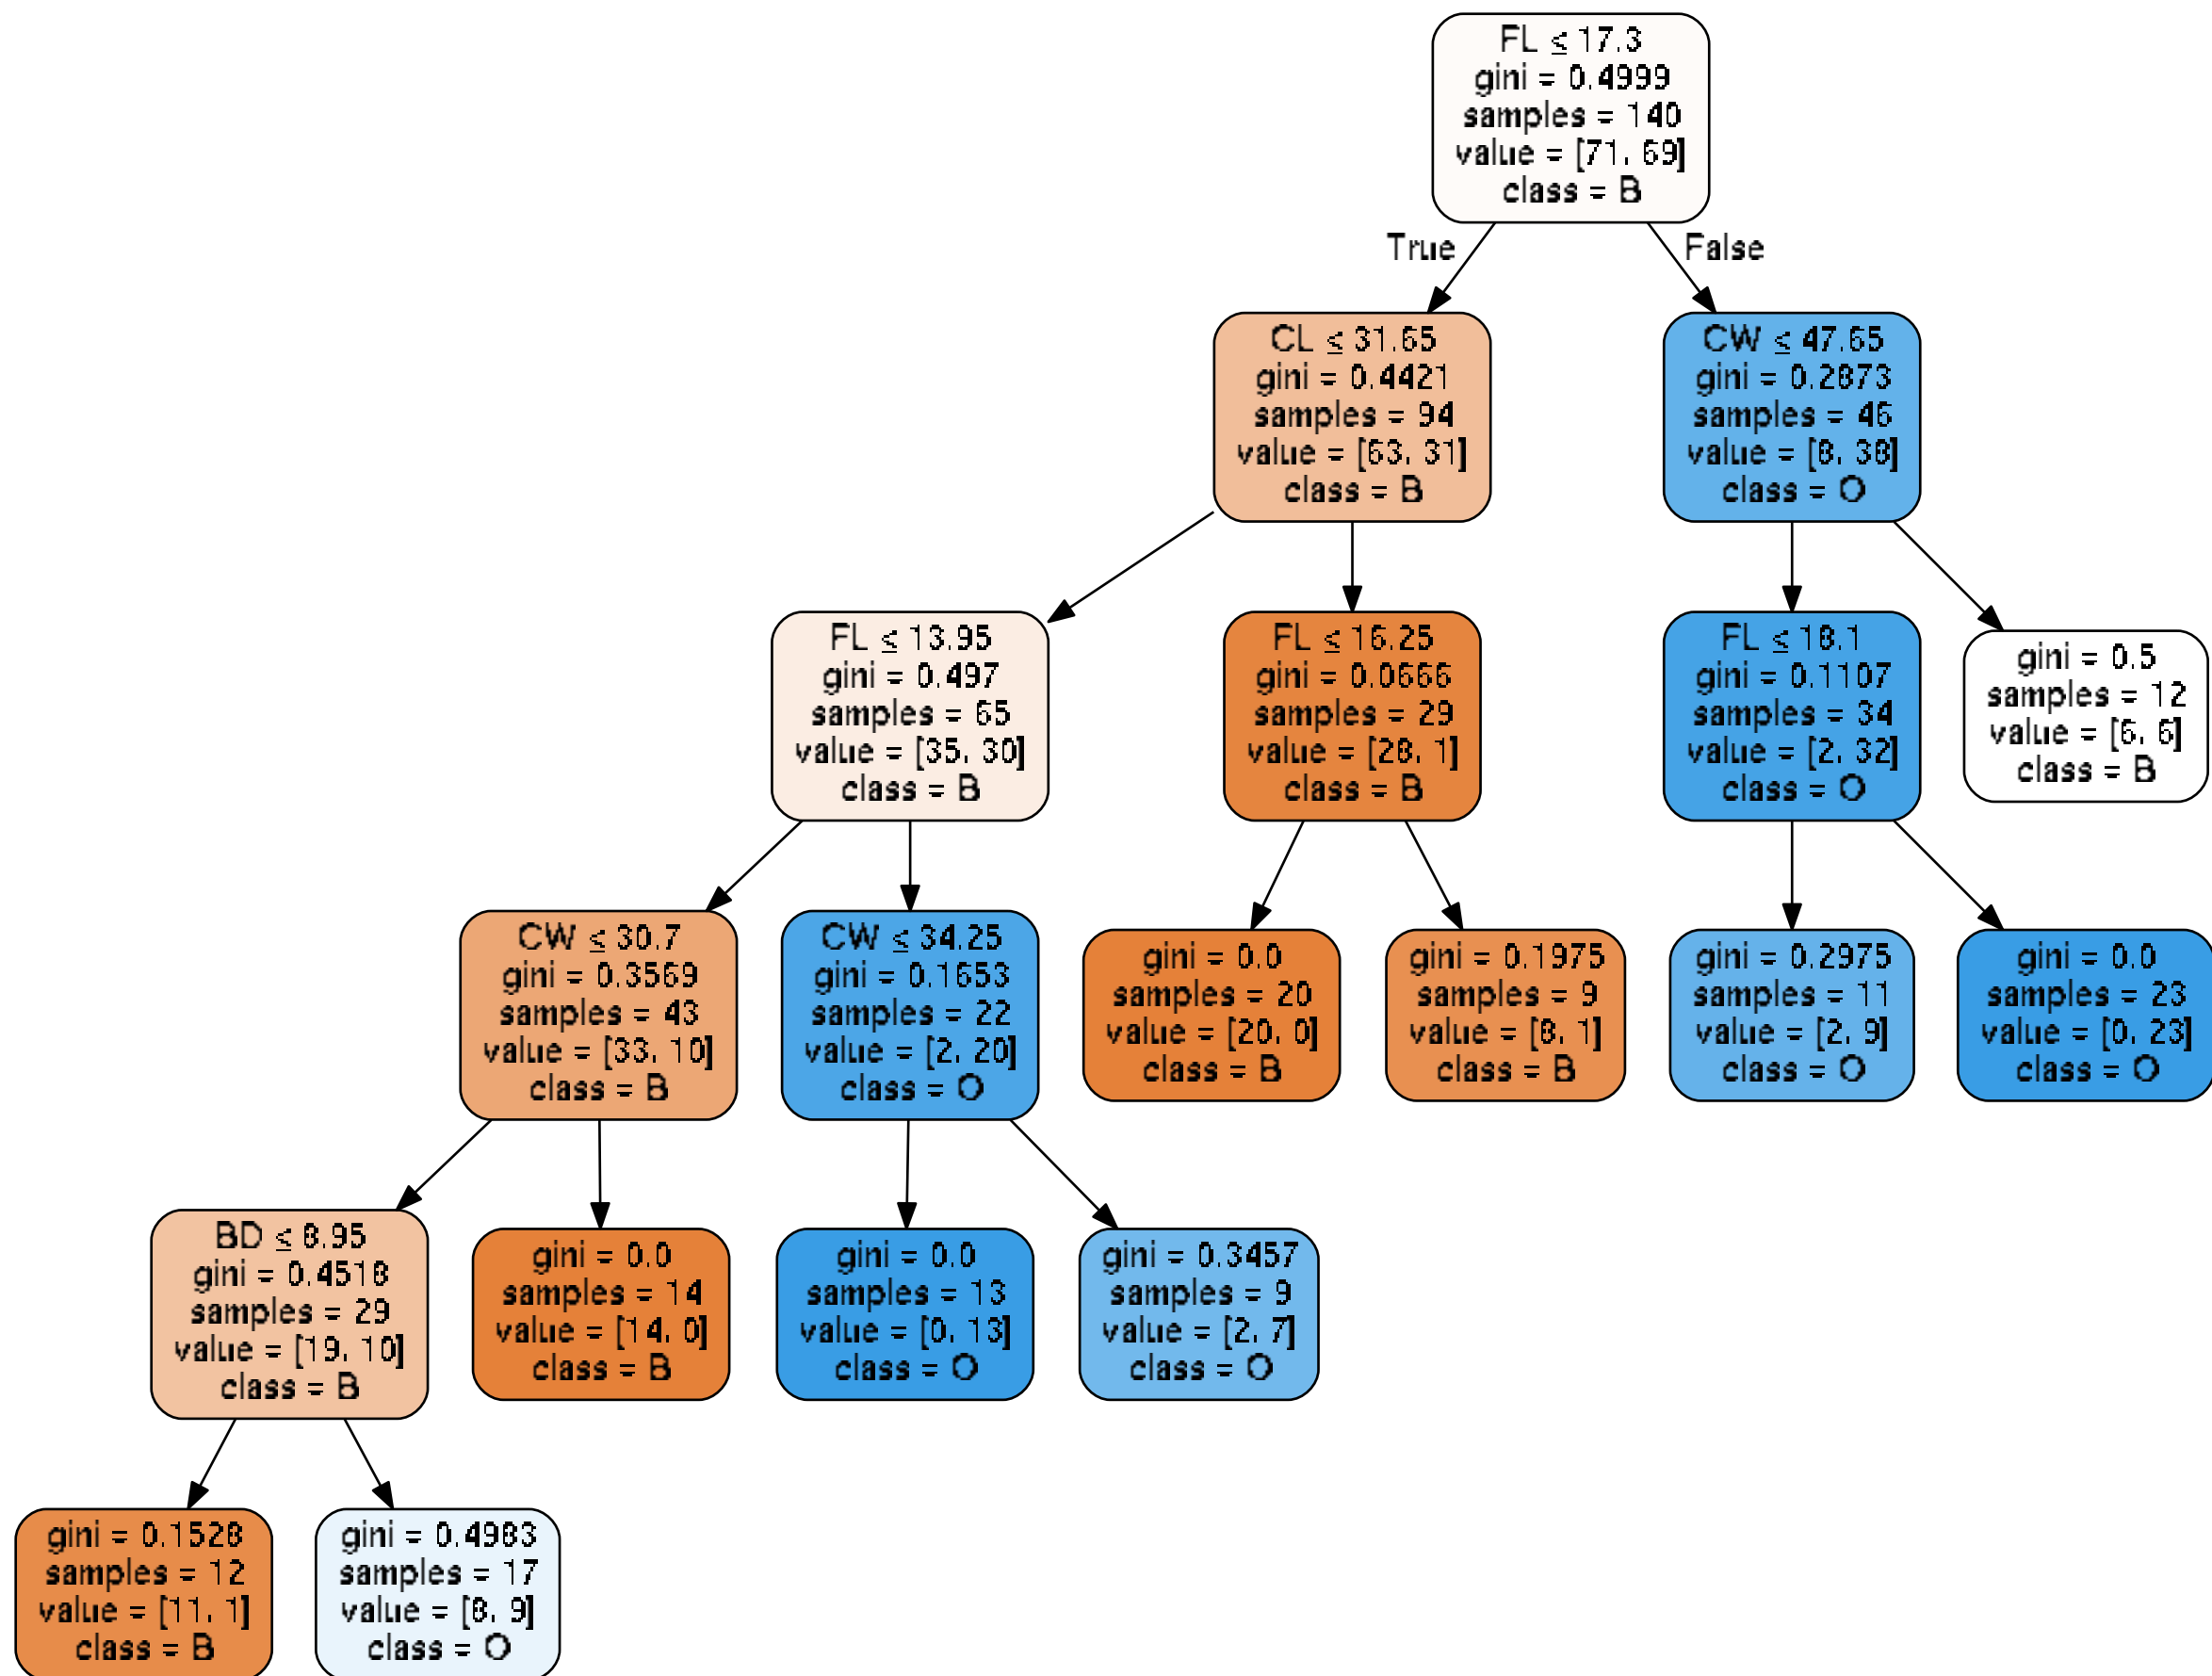 FL ≤ 17.3
gini = 0.4999
samples = 140
value = [71, 69]
class = B
True
False
CL ≤ 31.65
gini = 0.4421
samples = 94
value = [63, 31]
class = B
CW ≤ 47.65
gini = 0.2873
samples = 46
value = [8, 38]
class = O
FL ≤ 13.95
gini = 0.497
samples = 65
value = [35, 30]
class = B
FL ≤ 16.25
gini = 0.0666
samples = 29
value = [28, 1]
class = B
FL ≤ 18.1
gini = 0.1107
samples = 34
value = [2, 32]
class = O
gini = 0.5
samples = 12
value = [6, 6]
class = B
CW ≤ 30.7
gini = 0.3569
samples = 43
value = [33, 10]
class = B
CW ≤ 34.25
gini = 0.1653
samples = 22
value = [2, 20]
class = O
gini = 0.0
samples = 20
value = [20, 0]
class = B
gini = 0.1975
samples = 9
value = [8, 1]
class = B
gini = 0.2975
samples = 11
value = [2, 9]
class = O
gini = 0.0
samples = 23
value = [0, 23]
class = O
BD ≤ 8.95
gini = 0.4518
samples = 29
value = [19, 10]
class = B
gini = 0.0
samples = 14
value = [14, 0]
class = B
gini = 0.0
samples = 13
value = [0, 13]
class = O
gini = 0.3457
samples = 9
value = [2, 7]
class = O
gini = 0.1528
samples = 12
value = [11, 1]
class = B
gini = 0.4983
samples = 17
value = [8, 9]
class = O